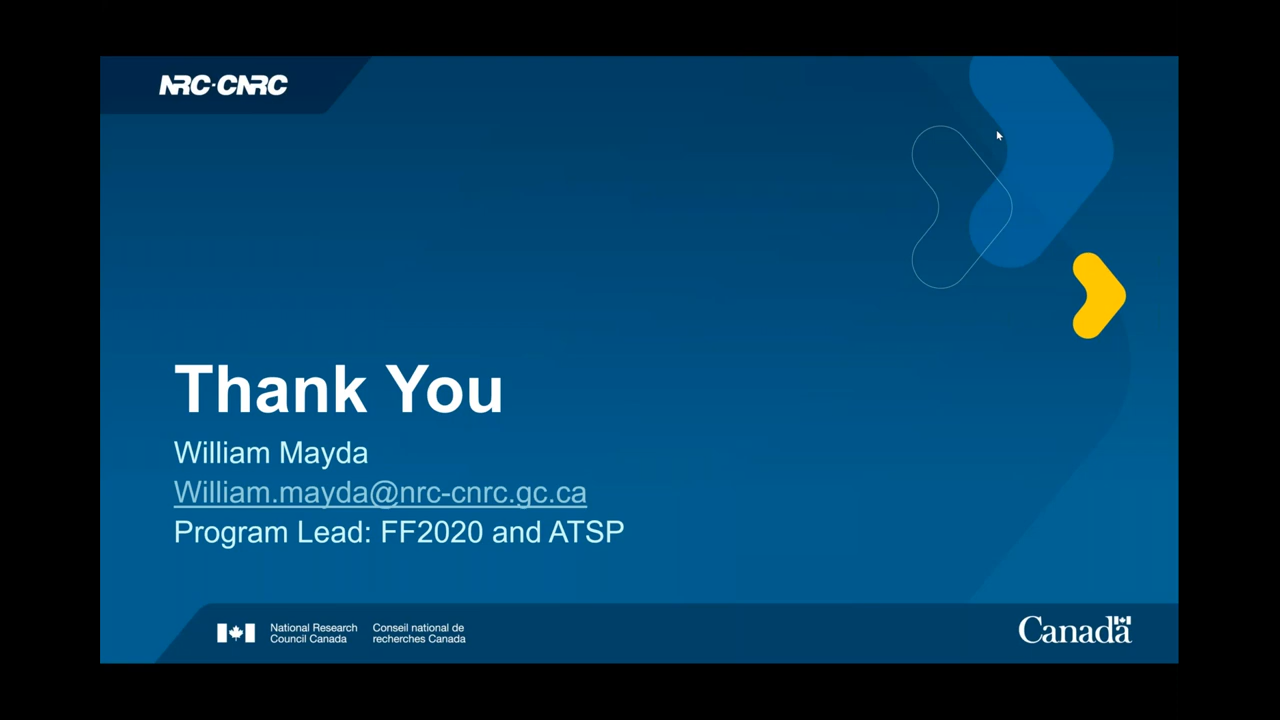 NRC·CNRC
Thank You
William Mayda
William.mayda@nrc-cnrc.gc.ca
Program Lead: FF2020 and ATSP
National Research
Council Canada
Conseil national de
recherches Canada
Canada